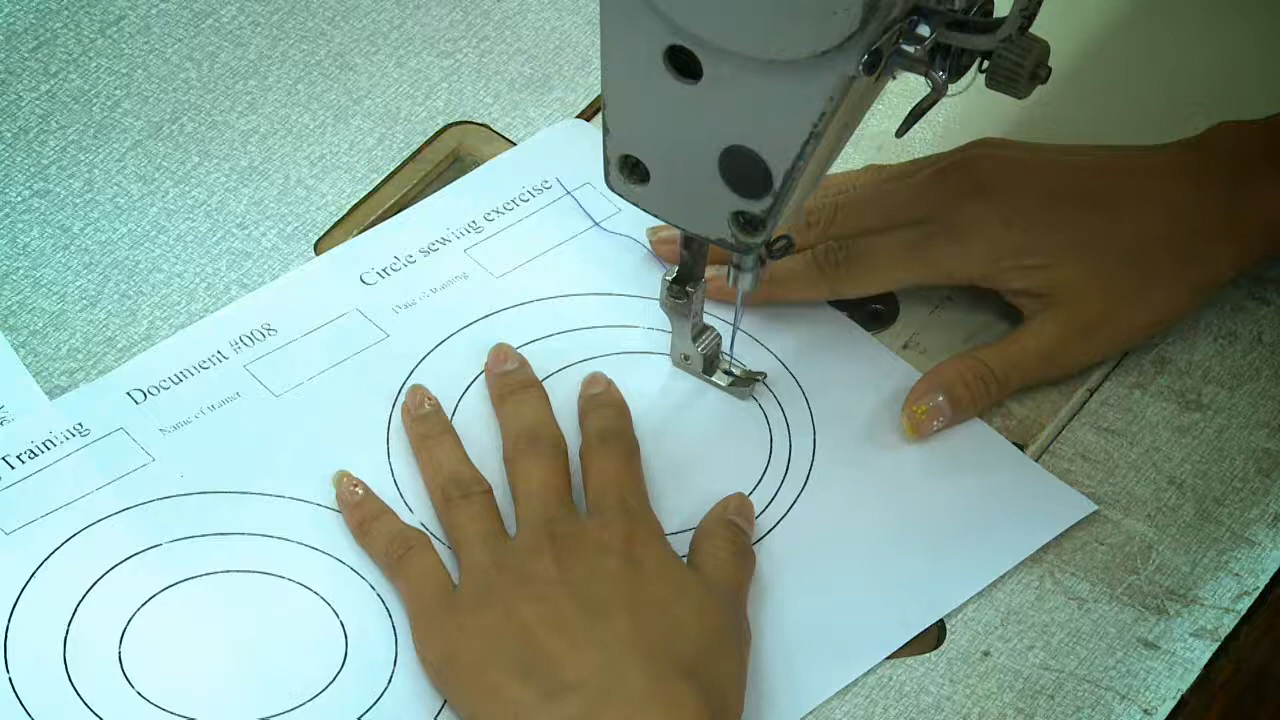 Circle sewing exercise
Document #008
Date of training
Name of trainer
Training